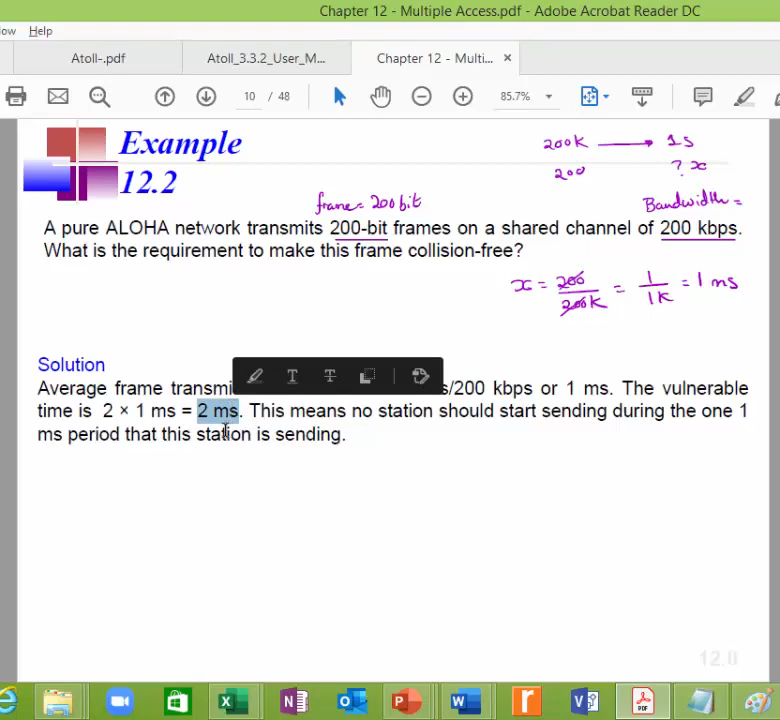 Chapter 12 - Multiple Access.pdf - Adobe Acrobat Reader DC
ow Help
Atoll-.pdf Atoll_3.3.2_User_M... Chapter 12 - Multi... ×
10 / 48 85.7%
Example
12.2
200K → 1s
200 ? x
frame = 200 bit
Bandwidth =
A pure ALOHA network transmits 200-bit frames on a shared channel of 200 kbps.
What is the requirement to make this frame collision-free?
x = 200/200K = 1/1K = 1 ms
Solution
Average frame transmi s/200 kbps or 1 ms. The vulnerable
time is 2 × 1 ms = 2 ms. This means no station should start sending during the one 1
ms period that this station is sending.